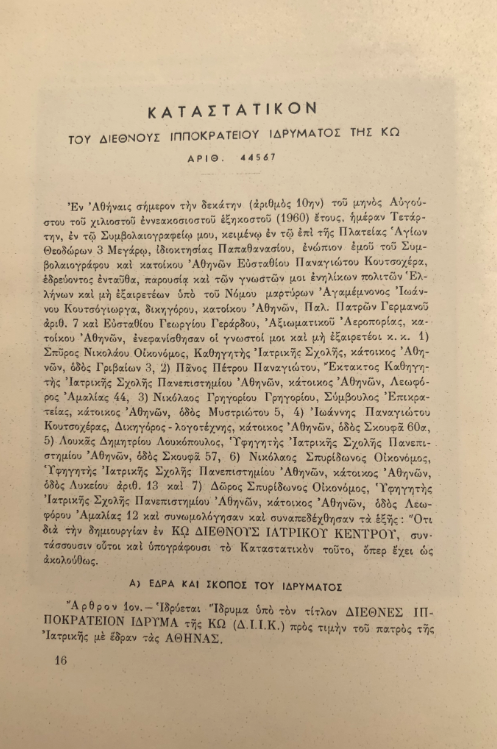 ΚΑΤΑΣΤΑΤΙΚΟΝ
ΤΟΥ ΔΙΕΘΝΟΥΣ ΙΠΠΟΚΡΑΤΕΙΟΥ ΙΔΡΥΜΑΤΟΣ ΤΗΣ ΚΩ
ΑΡΙΘ. 44567
Ἐν Ἀθήναις σήμερον τὴν δεκάτην (ἀριθμὸς 10ην) τοῦ μηνὸς Αὐγού-
στου τοῦ χιλιοστοῦ ἐννεακοσιοστοῦ ἑξηκοστοῦ (1960) ἔτους, ἡμέραν Τετάρ-
την, ἐν τῷ Συμβολαιογραφείῳ μου, κειμένῳ ἐν τῷ ἐπὶ τῆς Πλατείας Ἁγίων
Θεοδώρων 3 Μεγάρῳ, ἰδιοκτησίας Παπαθανασίου, ἐνώπιον ἐμοῦ τοῦ Συμ-
βολαιογράφου καὶ κατοίκου Ἀθηνῶν Εὐσταθίου Παναγιώτου Κουτσοχέρα,
ἑδρεύοντος ἐνταῦθα, παρουσίᾳ καὶ τῶν γνωστῶν μοι ἐνηλίκων πολιτῶν Ἑλ-
λήνων καὶ μὴ ἐξαιρετέων ὑπὸ τοῦ Νόμου μαρτύρων Ἀγαμέμνονος Ἰωάν-
νου Κουτσόγιωργα, δικηγόρου, κατοίκου Ἀθηνῶν, Παλ. Πατρῶν Γερμανοῦ
ἀριθ. 7 καὶ Εὐσταθίου Γεωργίου Γεράρδου, Ἀξιωματικοῦ Ἀεροπορίας, κα-
τοίκου Ἀθηνῶν, ἐνεφανίσθησαν οἱ γνωστοί μοι καὶ μὴ ἐξαιρετέοι κ. κ. 1)
Σπῦρος Νικολάου Οἰκονόμος, Καθηγητὴς Ἰατρικῆς Σχολῆς, κάτοικος Ἀθη-
νῶν, ὁδὸς Γριβαίων 3, 2) Πᾶνος Πέτρου Παναγιώτου, Ἔκτακτος Καθηγη-
τὴς Ἰατρικῆς Σχολῆς Πανεπιστημίου Ἀθηνῶν, κάτοικος Ἀθηνῶν, Λεωφό-
ρος Ἀμαλίας 44, 3) Νικόλαος Γρηγορίου Γρηγορίου, Σύμβουλος Ἐπικρα-
τείας, κάτοικος Ἀθηνῶν, ὁδὸς Μυστριώτου 5, 4) Ἰωάννης Παναγιώτου
Κουτσοχέρας, Δικηγόρος - λογοτέχνης, κάτοικος Ἀθηνῶν, ὁδὸς Σκουφᾶ 60α,
5) Λουκᾶς Δημητρίου Λουκόπουλος, Ὑφηγητὴς Ἰατρικῆς Σχολῆς Πανεπι-
στημίου Ἀθηνῶν, ὁδὸς Σκουφᾶ 57, 6) Νικόλαος Σπυρίδωνος Οἰκονόμος,
Ὑφηγητὴς Ἰατρικῆς Σχολῆς Πανεπιστημίου Ἀθηνῶν, κάτοικος Ἀθηνῶν,
ὁδὸς Λυκείου ἀριθ. 13 καὶ 7) Δῶρος Σπυρίδωνος Οἰκονόμος, Ὑφηγητὴς
Ἰατρικῆς Σχολῆς Πανεπιστημίου Ἀθηνῶν, κάτοικος Ἀθηνῶν, ὁδὸς Λεω-
φόρου Ἀμαλίας 12 καὶ συνωμολόγησαν καὶ συναπεδέχθησαν τὰ ἑξῆς: Ὅτι
διὰ τὴν δημιουργίαν ἐν ΚΩ ΔΙΕΘΝΟΥΣ ΙΑΤΡΙΚΟΥ ΚΕΝΤΡΟΥ, συν-
τάσσουσιν οὗτοι καὶ ὑπογράφουσι τὸ Καταστατικὸν τοῦτο, ὅπερ ἔχει ὡς
ἀκολούθως.
Α) ΕΔΡΑ ΚΑΙ ΣΚΟΠΟΣ ΤΟΥ ΙΔΡΥΜΑΤΟΣ
Ἄρθρον 1ον.— Ἱδρύεται Ἵδρυμα ὑπὸ τὸν τίτλον ΔΙΕΘΝΕΣ ΙΠ-
ΠΟΚΡΑΤΕΙΟΝ ΙΔΡΥΜΑ τῆς ΚΩ (Δ.Ι.Ι.Κ.) πρὸς τιμὴν τοῦ πατρὸς τῆς
Ἰατρικῆς μὲ ἕδραν τὰς ΑΘΗΝΑΣ.
16